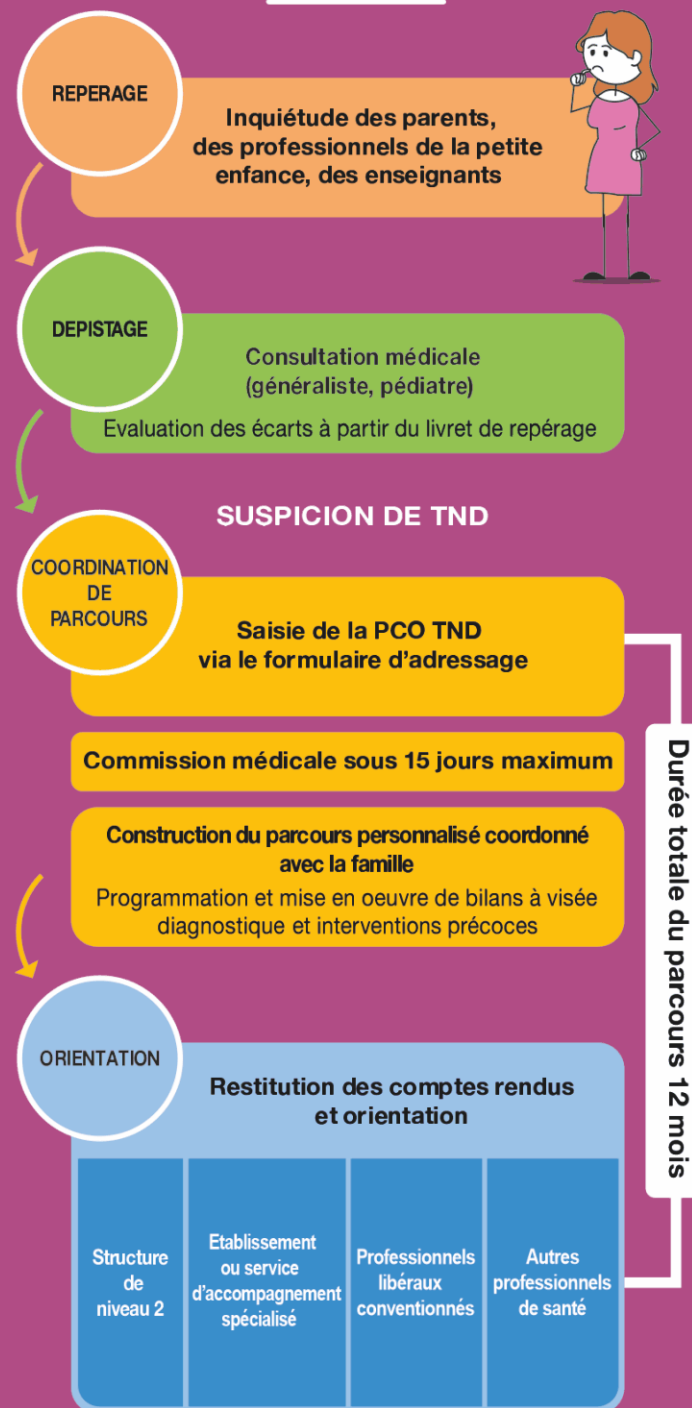 REPERAGE
Inquiétude des parents,
des professionnels de la petite
enfance, des enseignants
DEPISTAGE
Consultation médicale
(généraliste, pédiatre)
Evaluation des écarts à partir du livret de repérage
SUSPICION DE TND
COORDINATION
DE
PARCOURS
Saisie de la PCO TND
via le formulaire d'adressage
Commission médicale sous 15 jours maximum
Construction du parcours personnalisé coordonné
avec la famille
Programmation et mise en oeuvre de bilans à visée
diagnostique et interventions précoces
Durée totale du parcours 12 mois
ORIENTATION
Restitution des comptes rendus
et orientation
Structure
de
niveau 2
Etablissement
ou service
d'accompagnement
spécialisé
Professionnels
libéraux
conventionnés
Autres
professionnels
de santé